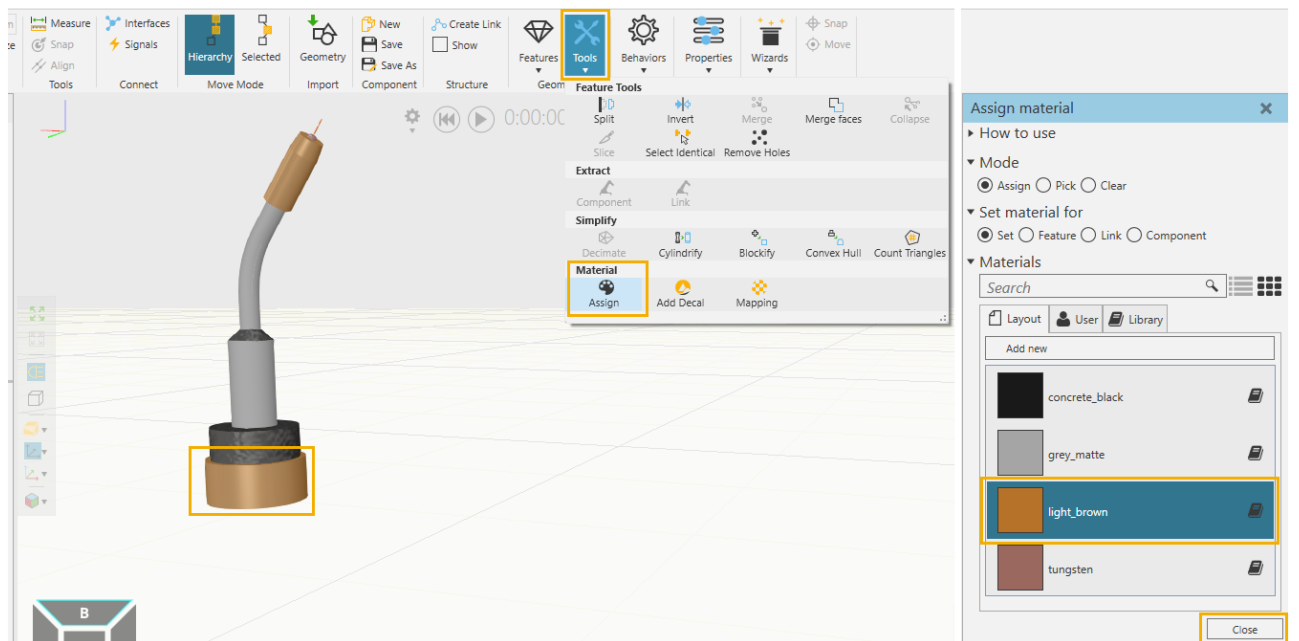 Measure
Snap
Align
Tools
Interfaces
Signals
Connect
Hierarchy
Selected
Move Mode
Geometry
Import
New
Save
Save As
Component
Create Link
Show
Structure
Features
Geom
Tools
Behaviors
Properties
Wizards
Snap
Move
0:00:00
Feature Tools
Split Invert Merge Merge faces Collapse
Slice Select Identical Remove Holes
Extract
Component Link
Simplify
Decimate Cylindrify Blockify Convex Hull Count Triangles
Material
Assign Add Decal Mapping
B
Assign material
How to use
Mode
Assign Pick Clear
Set material for
Set Feature Link Component
Materials
Search
Layout User Library
Add new
concrete_black
grey_matte
light_brown
tungsten
Close